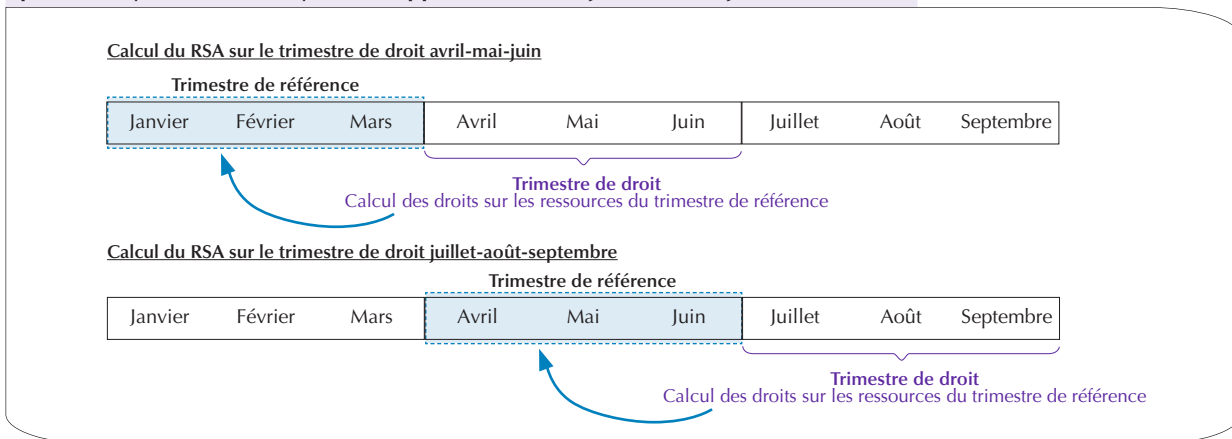 Calcul du RSA sur le trimestre de droit avril-mai-juin
Trimestre de référence
Janvier Février Mars Avril Mai Juin Juillet Août Septembre
Trimestre de droit
Calcul des droits sur les ressources du trimestre de référence
Calcul du RSA sur le trimestre de droit juillet-août-septembre
Trimestre de référence
Janvier Février Mars Avril Mai Juin Juillet Août Septembre
Trimestre de droit
Calcul des droits sur les ressources du trimestre de référence